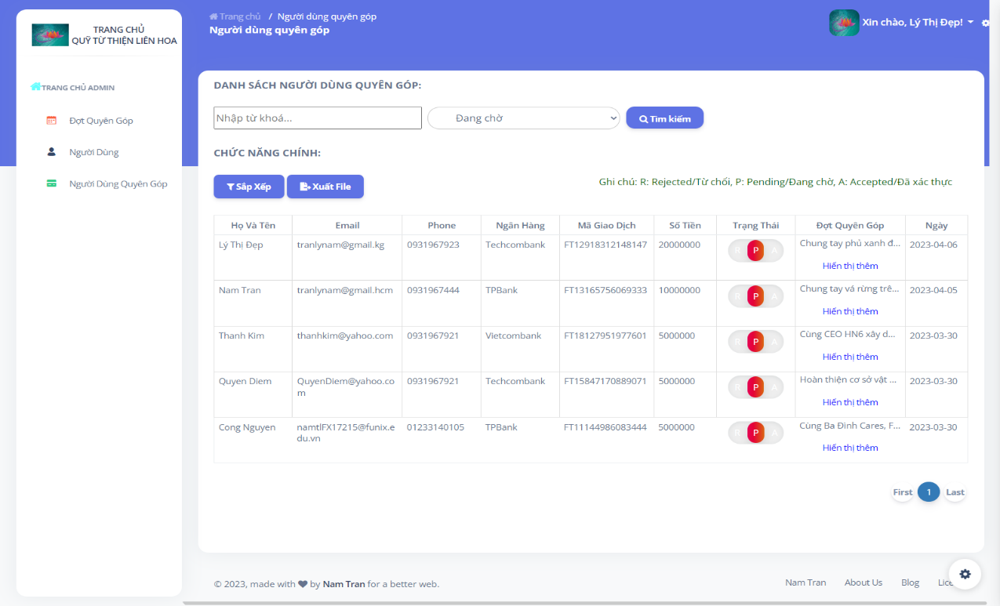 TRANG CHỦ
QUỸ TỪ THIỆN LIÊN HOA
TRANG CHỦ ADMIN
Đợt Quyên Góp
Người Dùng
Người Dùng Quyên Góp
Trang chủ / Người dùng quyên góp
Người dùng quyên góp
Xin chào, Lý Thị Đẹp!
DANH SÁCH NGƯỜI DÙNG QUYÊN GÓP:
Nhập từ khoá... Đang chờ Tìm kiếm
CHỨC NĂNG CHÍNH:
Sắp Xếp Xuất File Ghi chú: R: Rejected/Từ chối, P: Pending/Đang chờ, A: Accepted/Đã xác thực
Họ Và Tên Email Phone Ngân Hàng Mã Giao Dịch Số Tiền Trạng Thái Đợt Quyên Góp Ngày
Lý Thị Đẹp tranlynam@gmail.kg 0931967923 Techcombank FT12918312148147 20000000 R P A Chung tay phủ xanh đ... 2023-04-06
Hiển thị thêm
Nam Tran tranlynam@gmail.hcm 0931967444 TPBank FT13165756069333 10000000 R P A Chung tay vá rừng trê... 2023-04-05
Hiển thị thêm
Thanh Kim thanhkim@yahoo.com 0931967921 Vietcombank FT18127951977601 5000000 R P A Cùng CEO HN6 xây d... 2023-03-30
Hiển thị thêm
Quyen Diem QuyenDiem@yahoo.co 0931967921 Techcombank FT15847170889071 5000000 R P A Hoàn thiện cơ sở vật ... 2023-03-30
m
Hiển thị thêm
Cong Nguyen namtlFX17215@funix.e 01233140105 TPBank FT11144986083444 5000000 R P A Cùng Ba Đình Cares, F... 2023-03-30
du.vn
Hiển thị thêm
First 1 Last
© 2023, made with by Nam Tran for a better web. Nam Tran About Us Blog Lice